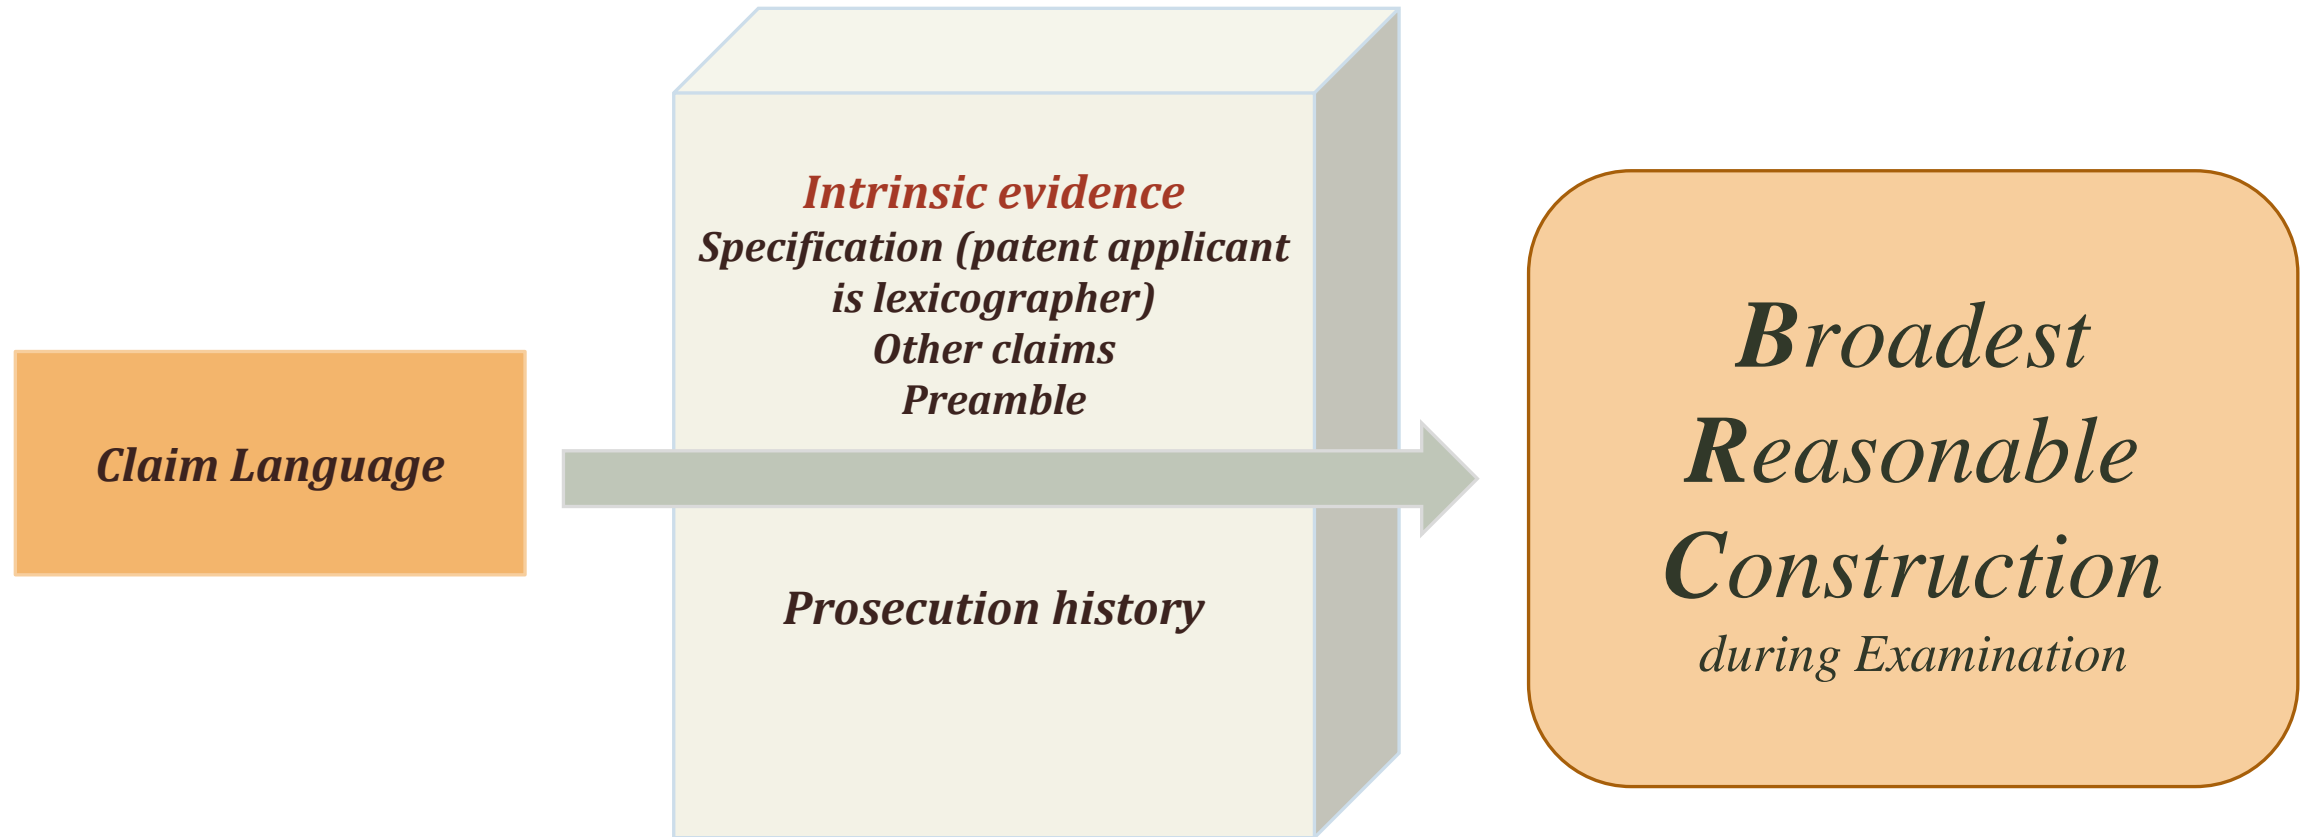 Claim Language
Intrinsic evidence
Specification (patent applicant
is lexicographer)
Other claims
Preamble
Prosecution history
Broadest
Reasonable
Construction
during Examination